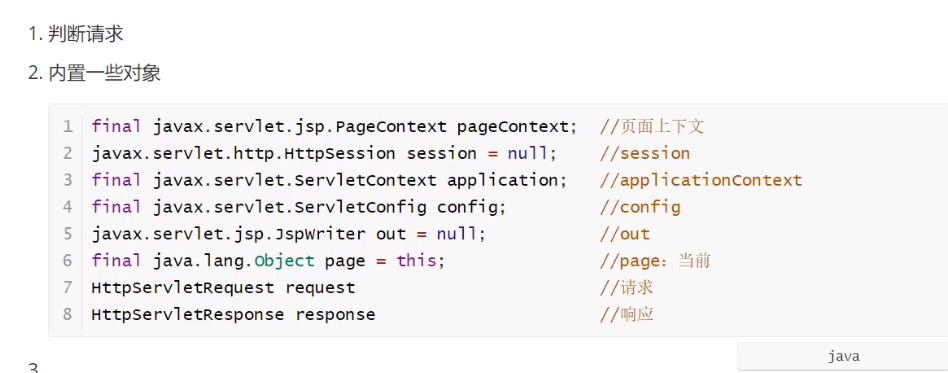 1. 判断请求
2. 内置一些对象
1 final javax.servlet.jsp.PageContext pageContext; //页面上下文
2 javax.servlet.http.HttpSession session = null; //session
3 final javax.servlet.ServletContext application; //applicationContext
4 final javax.servlet.ServletConfig config; //config
5 javax.servlet.jsp.JspWriter out = null; //out
6 final java.lang.Object page = this; //page：当前
7 HttpServletRequest request //请求
8 HttpServletResponse response //响应
java
3